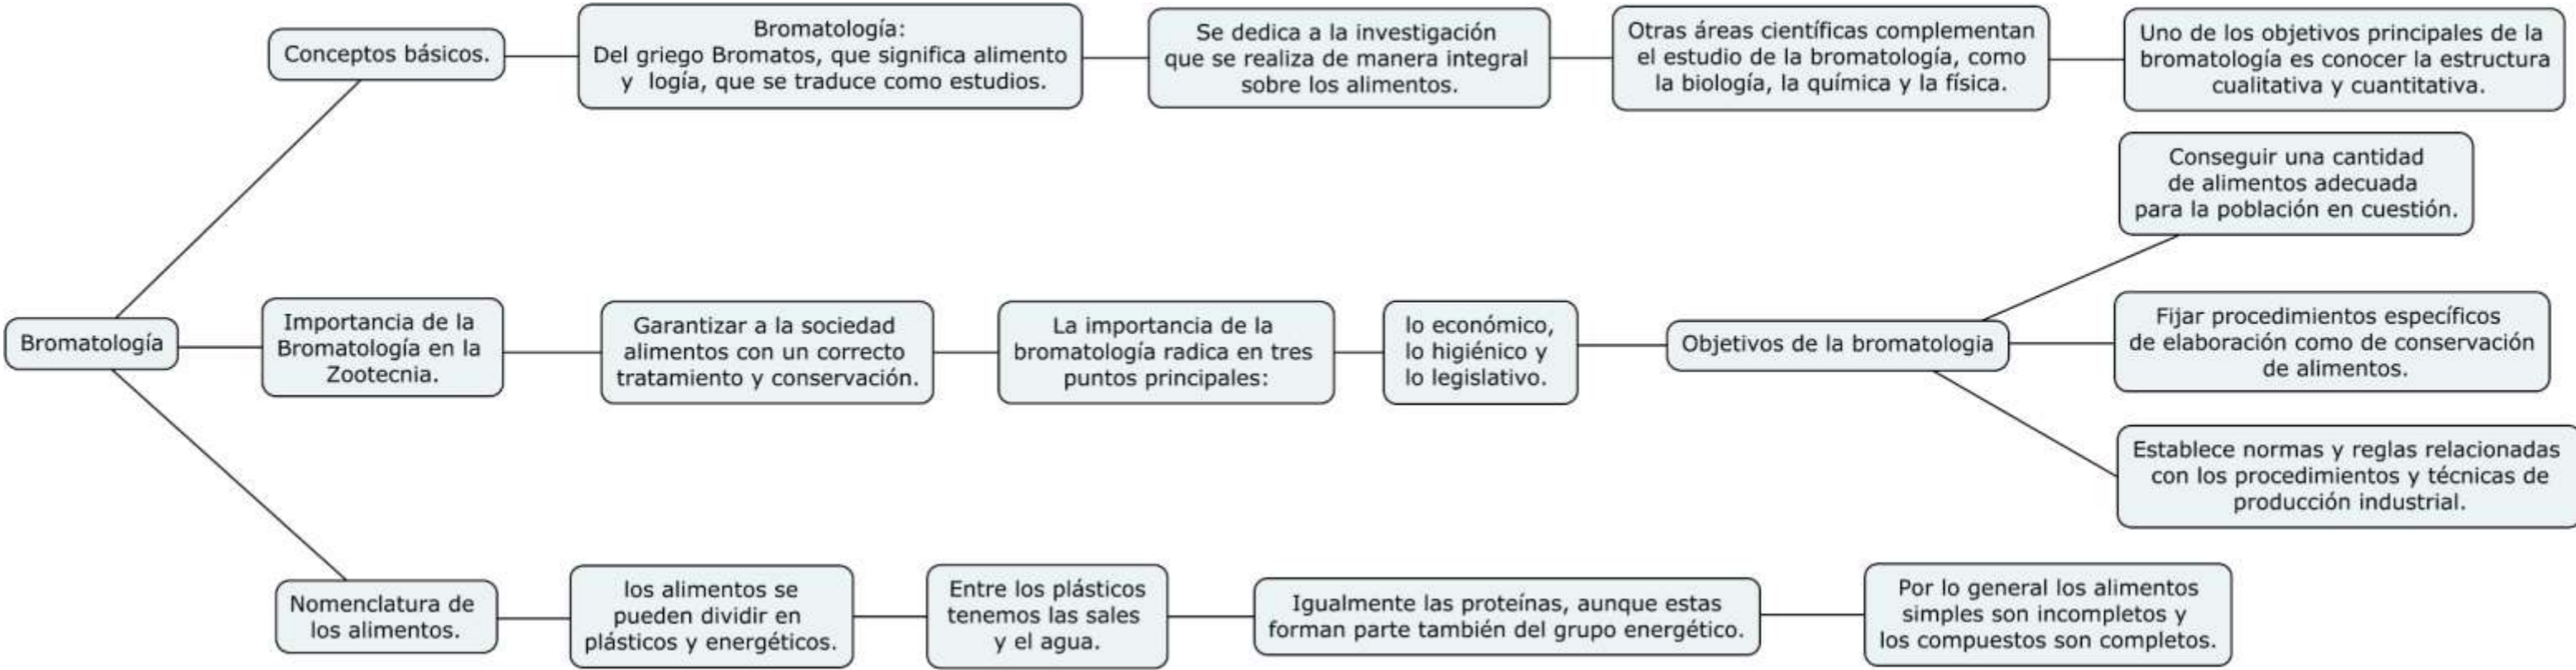 Bromatología
Conceptos básicos.
Bromatología:
Del griego Bromatos, que significa alimento
y logía, que se traduce como estudios.
Se dedica a la investigación
que se realiza de manera integral
sobre los alimentos.
Otras áreas científicas complementan
el estudio de la bromatología, como
la biología, la química y la física.
Uno de los objetivos principales de la
bromatología es conocer la estructura
cualitativa y cuantitativa.
Importancia de la
Bromatología en la
Zootecnia.
Garantizar a la sociedad
alimentos con un correcto
tratamiento y conservación.
La importancia de la
bromatología radica en tres
puntos principales:
lo económico,
lo higiénico y
lo legislativo.
Objetivos de la bromatologia
Conseguir una cantidad
de alimentos adecuada
para la población en cuestión.
Fijar procedimientos específicos
de elaboración como de conservación
de alimentos.
Establece normas y reglas relacionadas
con los procedimientos y técnicas de
producción industrial.
Nomenclatura de
los alimentos.
los alimentos se
pueden dividir en
plásticos y energéticos.
Entre los plásticos
tenemos las sales
y el agua.
Igualmente las proteínas, aunque estas
forman parte también del grupo energético.
Por lo general los alimentos
simples son incompletos y
los compuestos son completos.